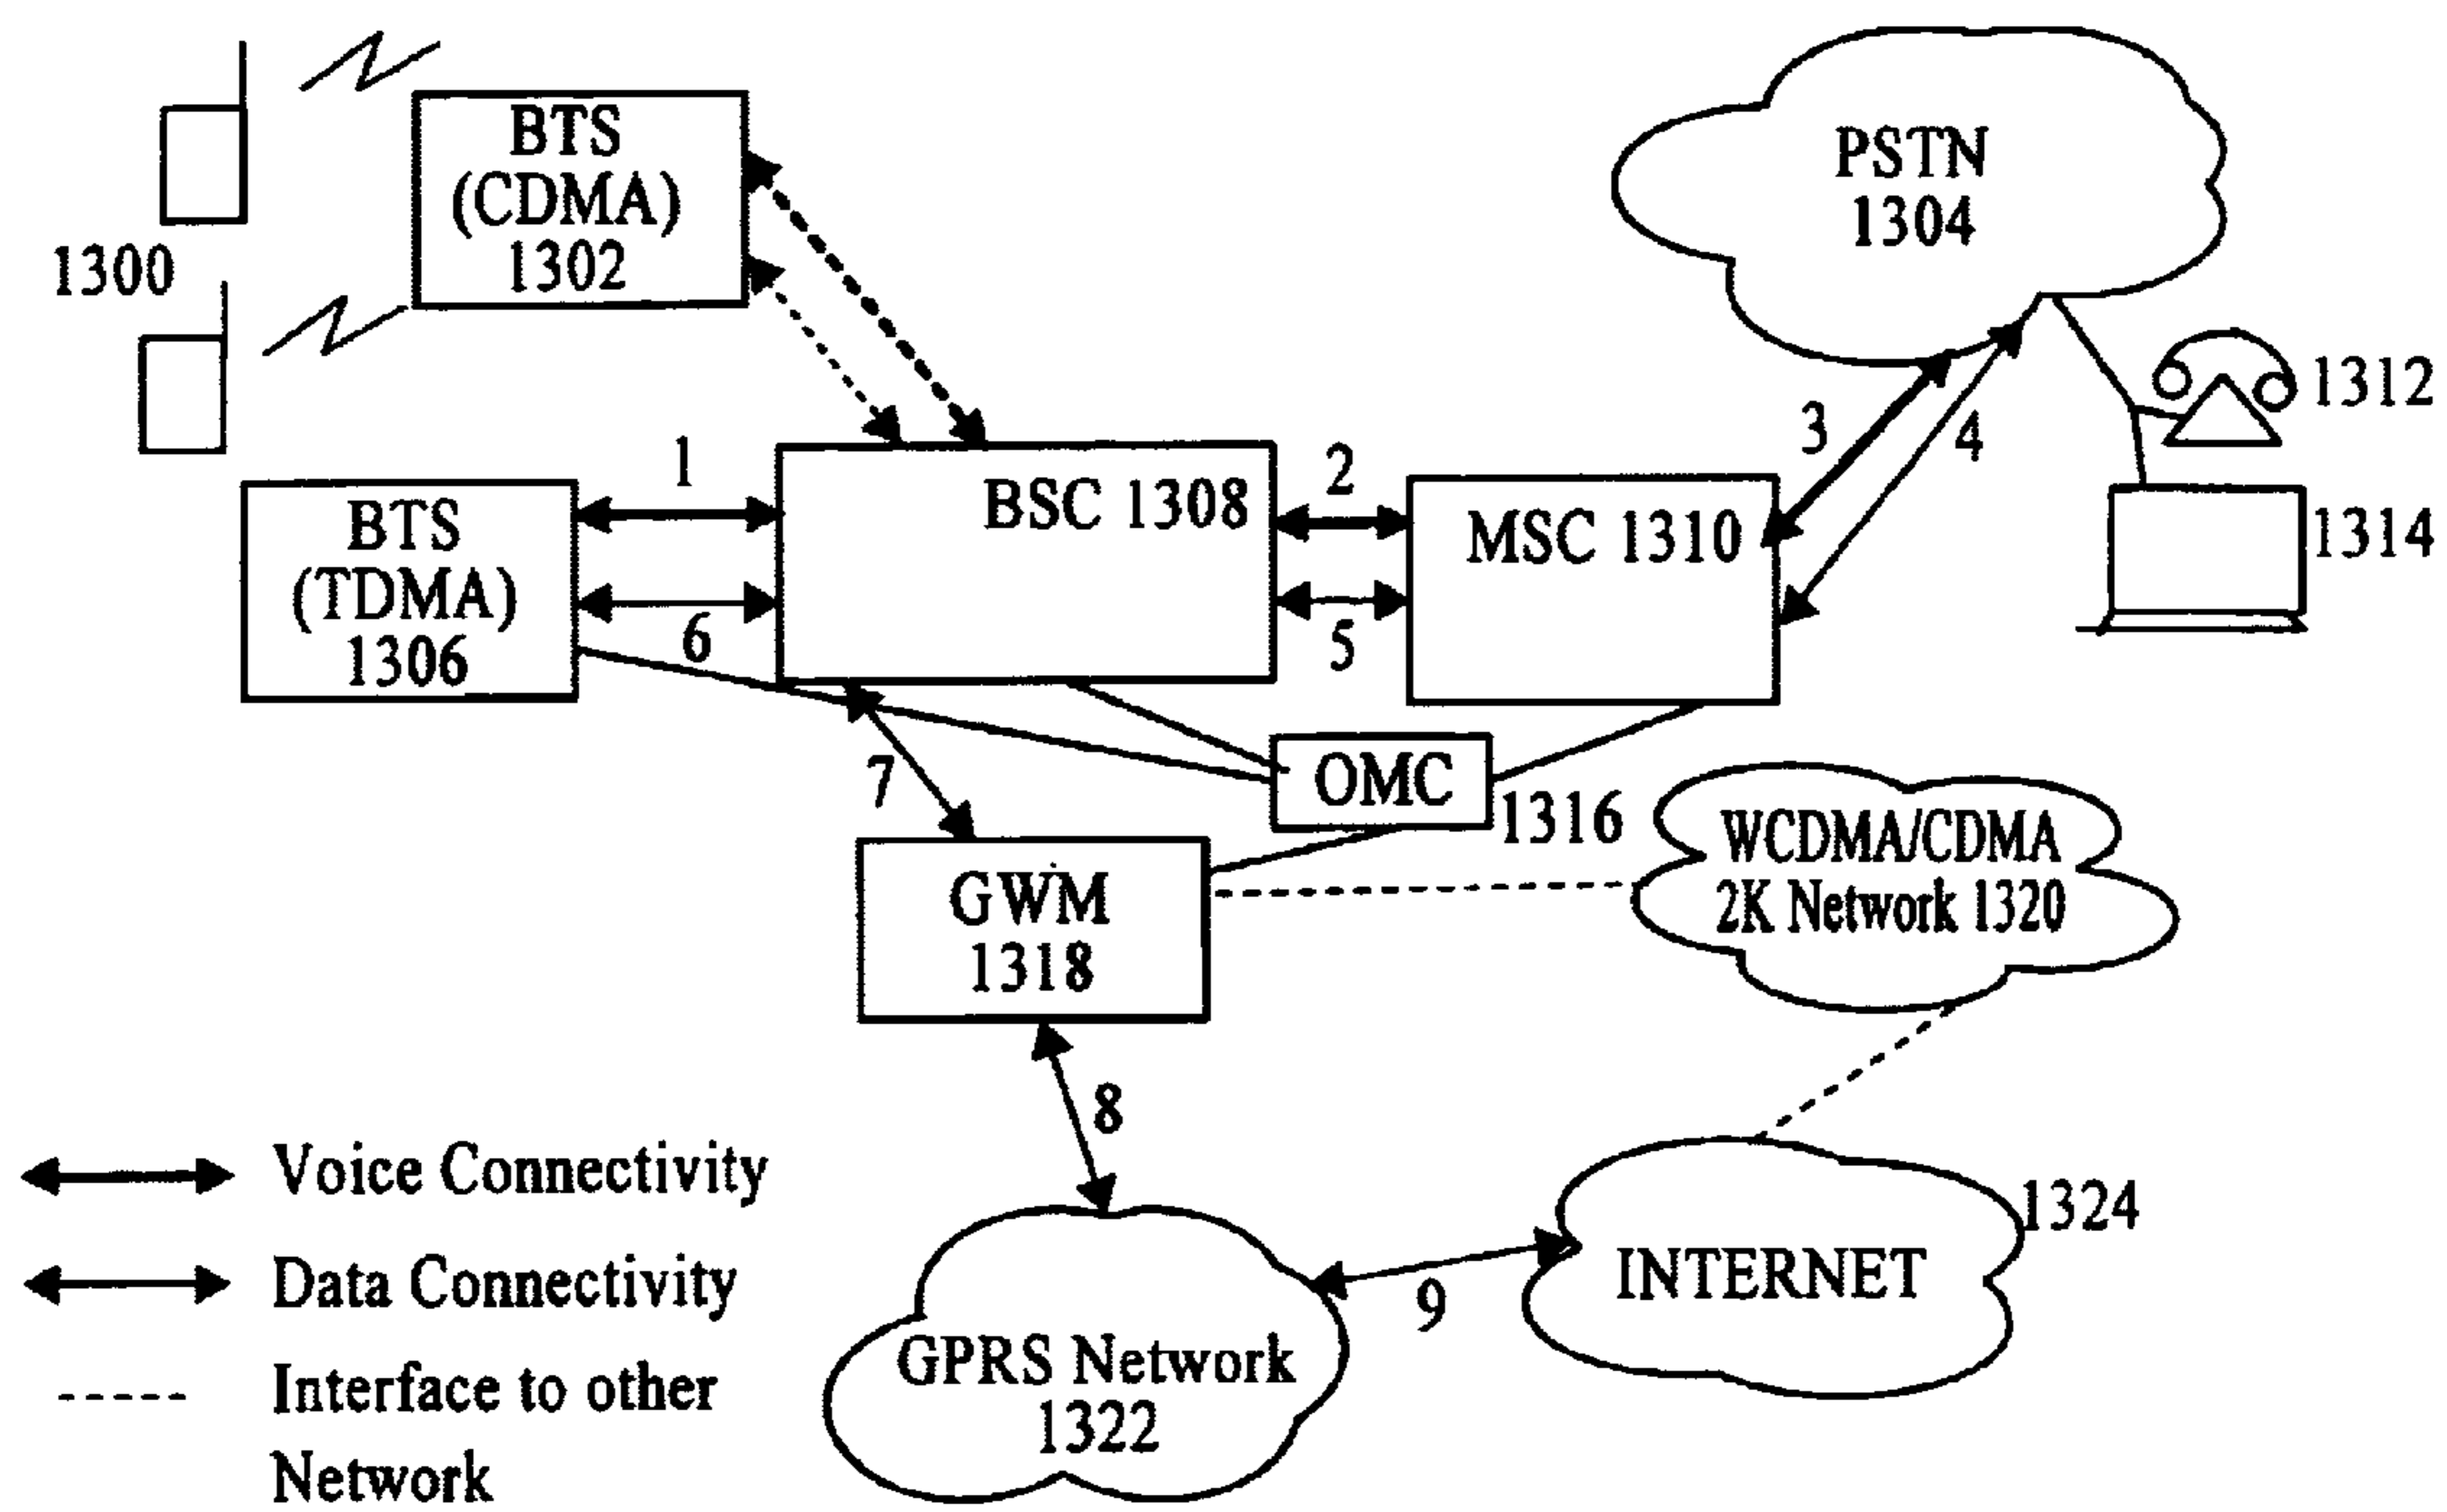 BTS
(CDMA)
1302
PSTN
1304
1300
1312
3
4
1
2
BSC 1308
MSC 1310
1314
BTS
(TDMA)
1306
6
5
7
OMC
1316
WCDMA/CDMA
2K Network 1320
GWM
1318
8
Voice Connectivity
1324
Data Connectivity
INTERNET
9
GPRS Network
1322
Interface to other
Network